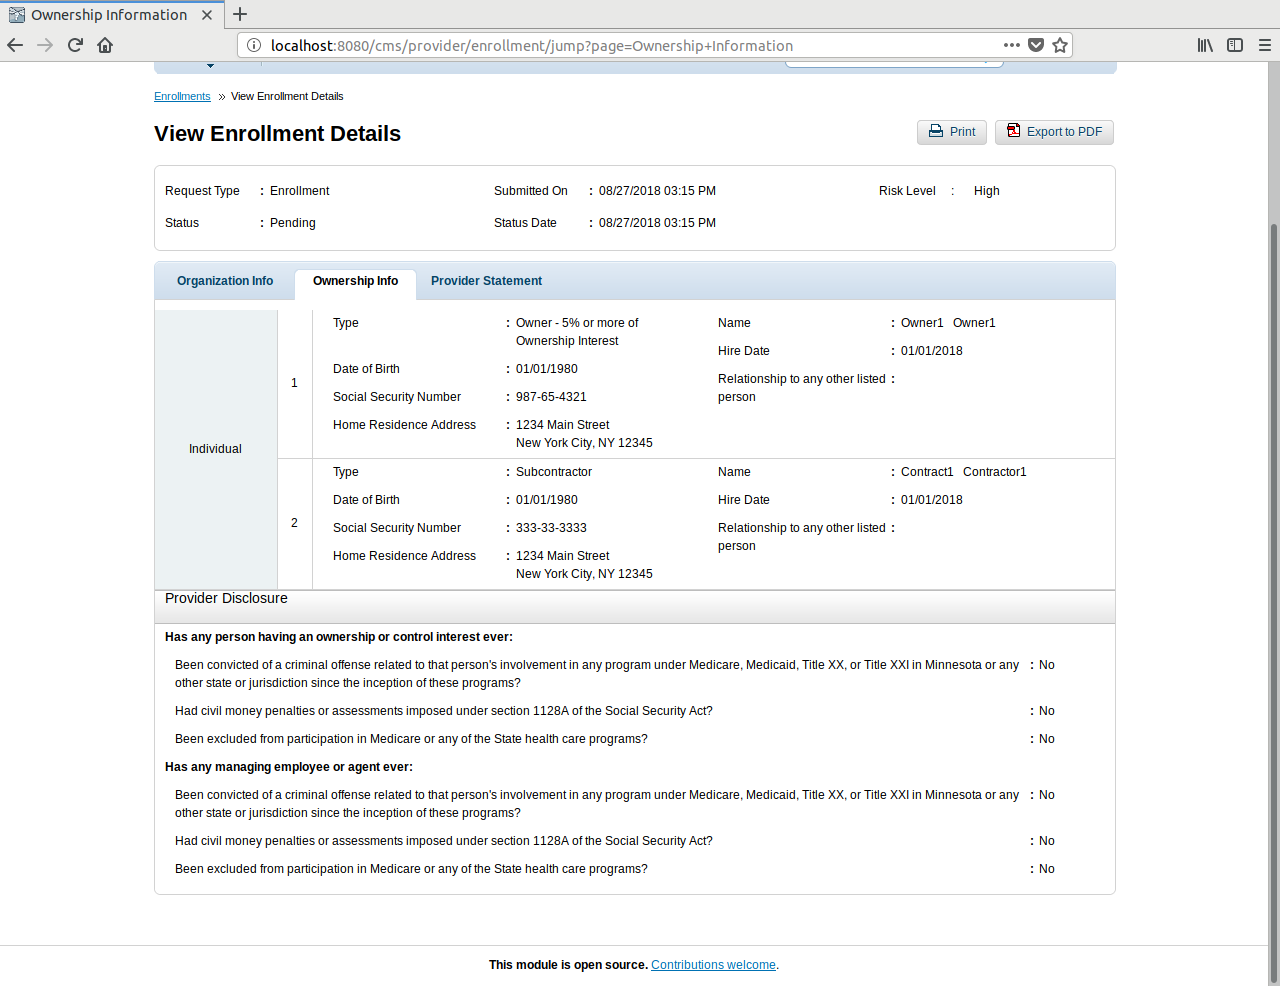 Ownership Information
localhost:8080/cms/provider/enrollment/jump?page=Ownership+Information
Enrollments » View Enrollment Details
View Enrollment Details
Print Export to PDF
Request Type : Enrollment Submitted On : 08/27/2018 03:15 PM Risk Level : High
Status : Pending Status Date : 08/27/2018 03:15 PM
Organization Info Ownership Info Provider Statement
Individual
1
Type : Owner - 5% or more of
Ownership Interest
Date of Birth : 01/01/1980
Social Security Number : 987-65-4321
Home Residence Address : 1234 Main Street
New York City, NY 12345
Name : Owner1 Owner1
Hire Date : 01/01/2018
Relationship to any other listed :
person
2
Type : Subcontractor
Date of Birth : 01/01/1980
Social Security Number : 333-33-3333
Home Residence Address : 1234 Main Street
New York City, NY 12345
Name : Contract1 Contractor1
Hire Date : 01/01/2018
Relationship to any other listed :
person
Provider Disclosure
Has any person having an ownership or control interest ever:
Been convicted of a criminal offense related to that person's involvement in any program under Medicare, Medicaid, Title XX, or Title XXI in Minnesota or any : No
other state or jurisdiction since the inception of these programs?
Had civil money penalties or assessments imposed under section 1128A of the Social Security Act? : No
Been excluded from participation in Medicare or any of the State health care programs? : No
Has any managing employee or agent ever:
Been convicted of a criminal offense related to that person's involvement in any program under Medicare, Medicaid, Title XX, or Title XXI in Minnesota or any : No
other state or jurisdiction since the inception of these programs?
Had civil money penalties or assessments imposed under section 1128A of the Social Security Act? : No
Been excluded from participation in Medicare or any of the State health care programs? : No
This module is open source. Contributions welcome.